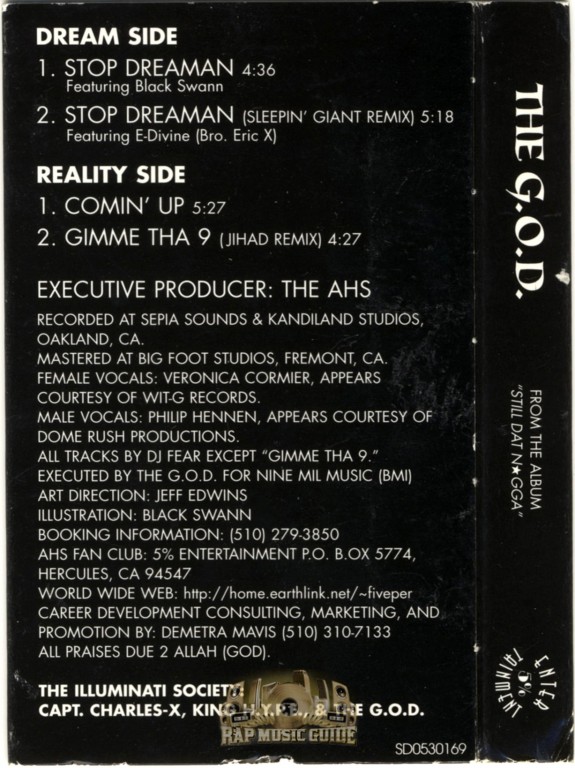 DREAM SIDE
1. STOP DREAMAN 4:36
Featuring Black Swann
2. STOP DREAMAN (SLEEPIN' GIANT REMIX) 5:18
Featuring E-Divine (Bro. Eric X)
REALITY SIDE
1. COMIN' UP 5:27
2. GIMME THA 9 (JIHAD REMIX) 4:27
EXECUTIVE PRODUCER: THE AHS
RECORDED AT SEPIA SOUNDS & KANDILAND STUDIOS,
OAKLAND, CA.
MASTERED AT BIG FOOT STUDIOS, FREMONT, CA.
FEMALE VOCALS: VERONICA CORMIER, APPEARS
COURTESY OF WIT-G RECORDS.
MALE VOCALS: PHILIP HENNEN, APPEARS COURTESY OF
DOME RUSH PRODUCTIONS.
ALL TRACKS BY DJ FEAR EXCEPT "GIMME THA 9."
EXECUTED BY THE G.O.D. FOR NINE MIL MUSIC (BMI)
ART DIRECTION: JEFF EDWINS
ILLUSTRATION: BLACK SWANN
BOOKING INFORMATION: (510) 279-3850
AHS FAN CLUB: 5% ENTERTAINMENT P.O. B.OX 5774,
HERCULES, CA 94547
WORLD WIDE WEB: http://home.earthlink.net/~fiveper
CAREER DEVELOPMENT CONSULTING, MARKETING, AND
PROMOTION BY: DEMETRA MAVIS (510) 310-7133
ALL PRAISES DUE 2 ALLAH (GOD).
THE ILLUMINATI SOCIETY:
CAPT. CHARLES-X, KING H.Y.P.E., & THE G.O.D.
RAP MUSIC GUIDE
SD0530169
THE G.O.D.
FROM THE ALBUM
"STILL DAT N★GGA"
ENTER
5%
TAINMENT